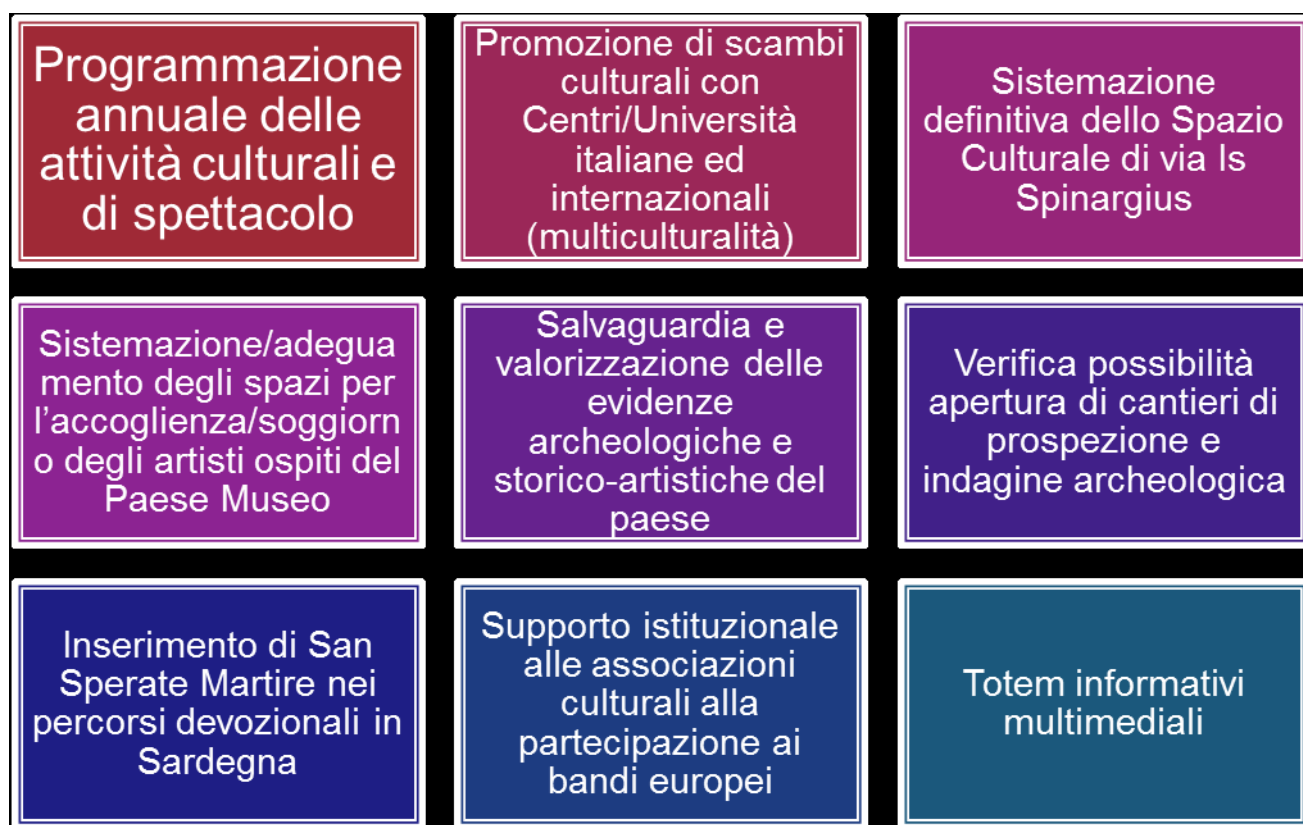 Programmazione
annuale delle
attività culturali e
di spettacolo
Promozione di scambi
culturali con
Centri/Università
italiane ed
internazionali
(multiculturalità)
Sistemazione
definitiva dello Spazio
Culturale di via Is
Spinargius
Sistemazione/adegua
mento degli spazi per
l’accoglienza/soggiorn
o degli artisti ospiti del
Paese Museo
Salvaguardia e
valorizzazione delle
evidenze
archeologiche e
storico-artistiche del
paese
Verifica possibilità
apertura di cantieri di
prospezione e
indagine archeologica
Inserimento di San
Sperate Martire nei
percorsi devozionali in
Sardegna
Supporto istituzionale
alle associazioni
culturali alla
partecipazione ai
bandi europei
Totem informativi
multimediali